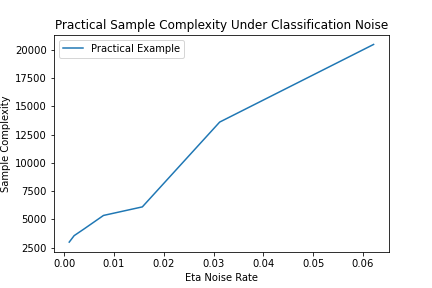 Practical Sample Complexity Under Classification Noise
Practical Example
20000
17500
15000
12500
10000
7500
5000
2500
Sample Complexity
0.00 0.01 0.02 0.03 0.04 0.05 0.06
Eta Noise Rate